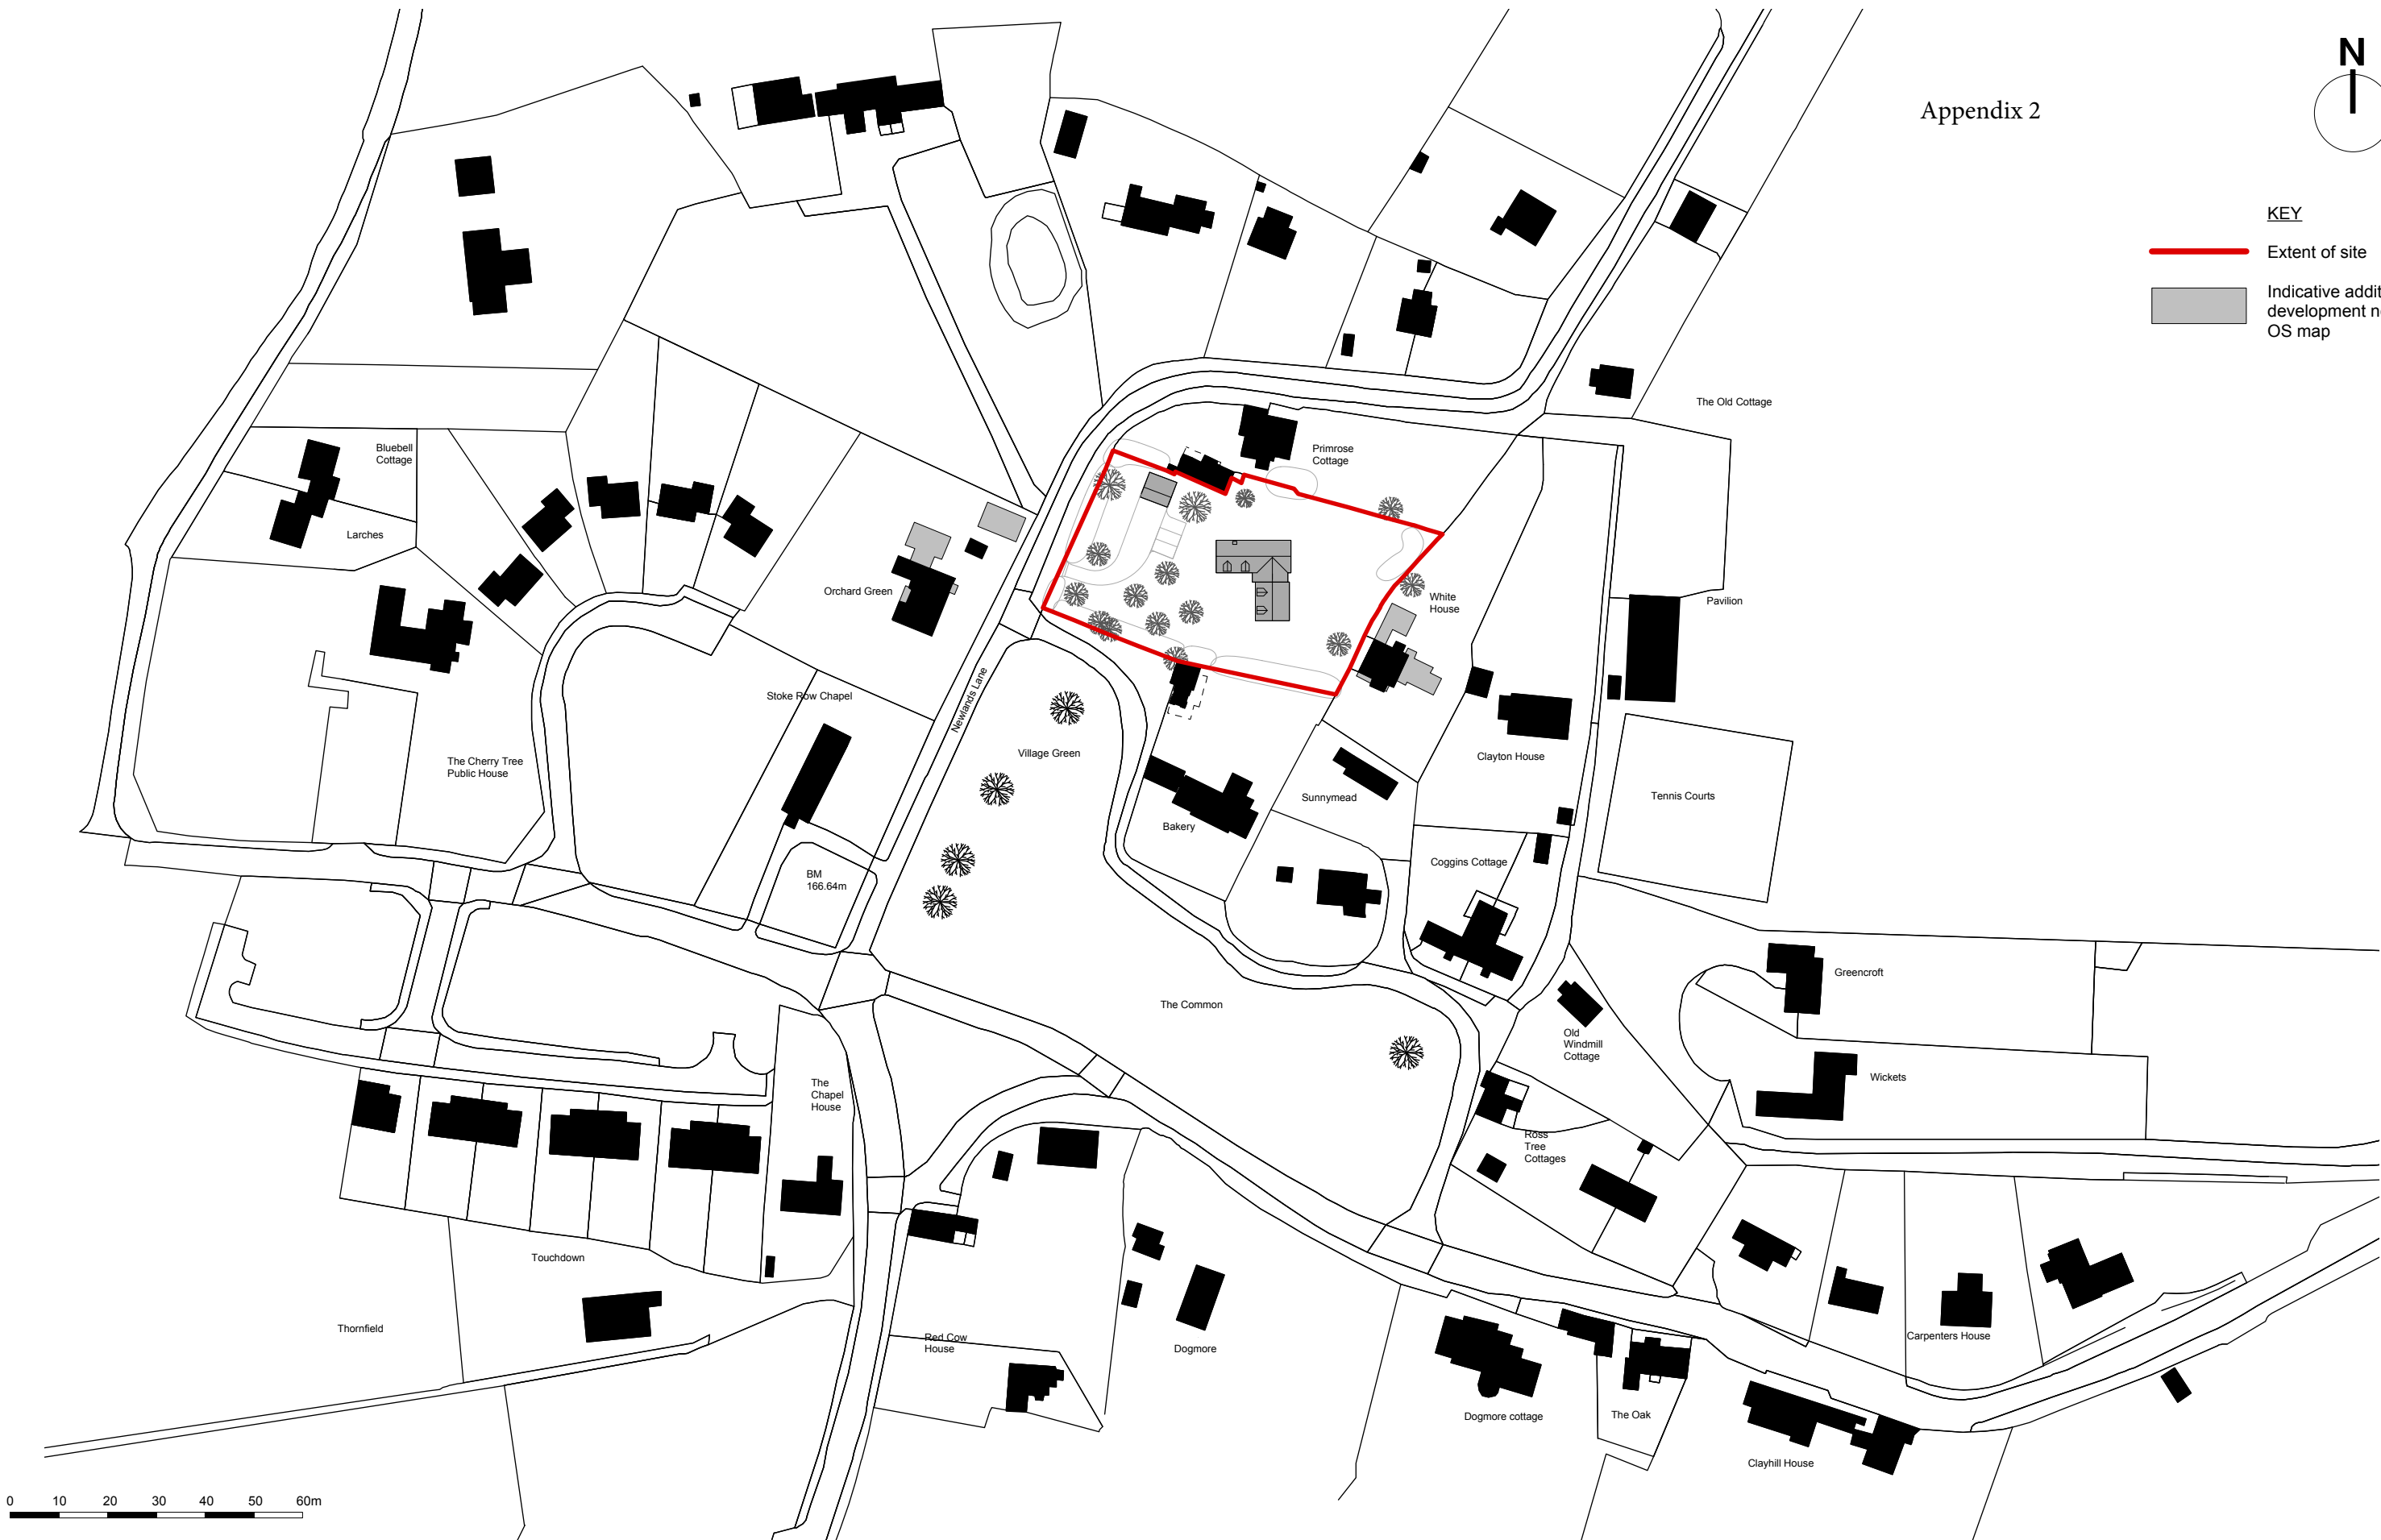 Appendix 2
N
KEY
Extent of site
Indicative
development
OS map
The Old Cottage
Primrose
Cottage
Bluebell
Cottage
Larches
Orchard Green
White
House
Pavilion
Newlands Lane
Stoke Row Chapel
Village Green
The Cherry Tree
Public House
Clayton House
Sunnymead
Tennis Courts
Bakery
BM
166.64m
Coggins Cottage
Greencroft
The Common
Old
Windmill
Cottage
Wickets
The
Chapel
House
Ross
Tree
Cottages
Touchdown
Thornfield
Red Cow
House
Dogmore
Carpenters House
Dogmore cottage
The Oak
Clayhill House
0 10 20 30 40 50 60m